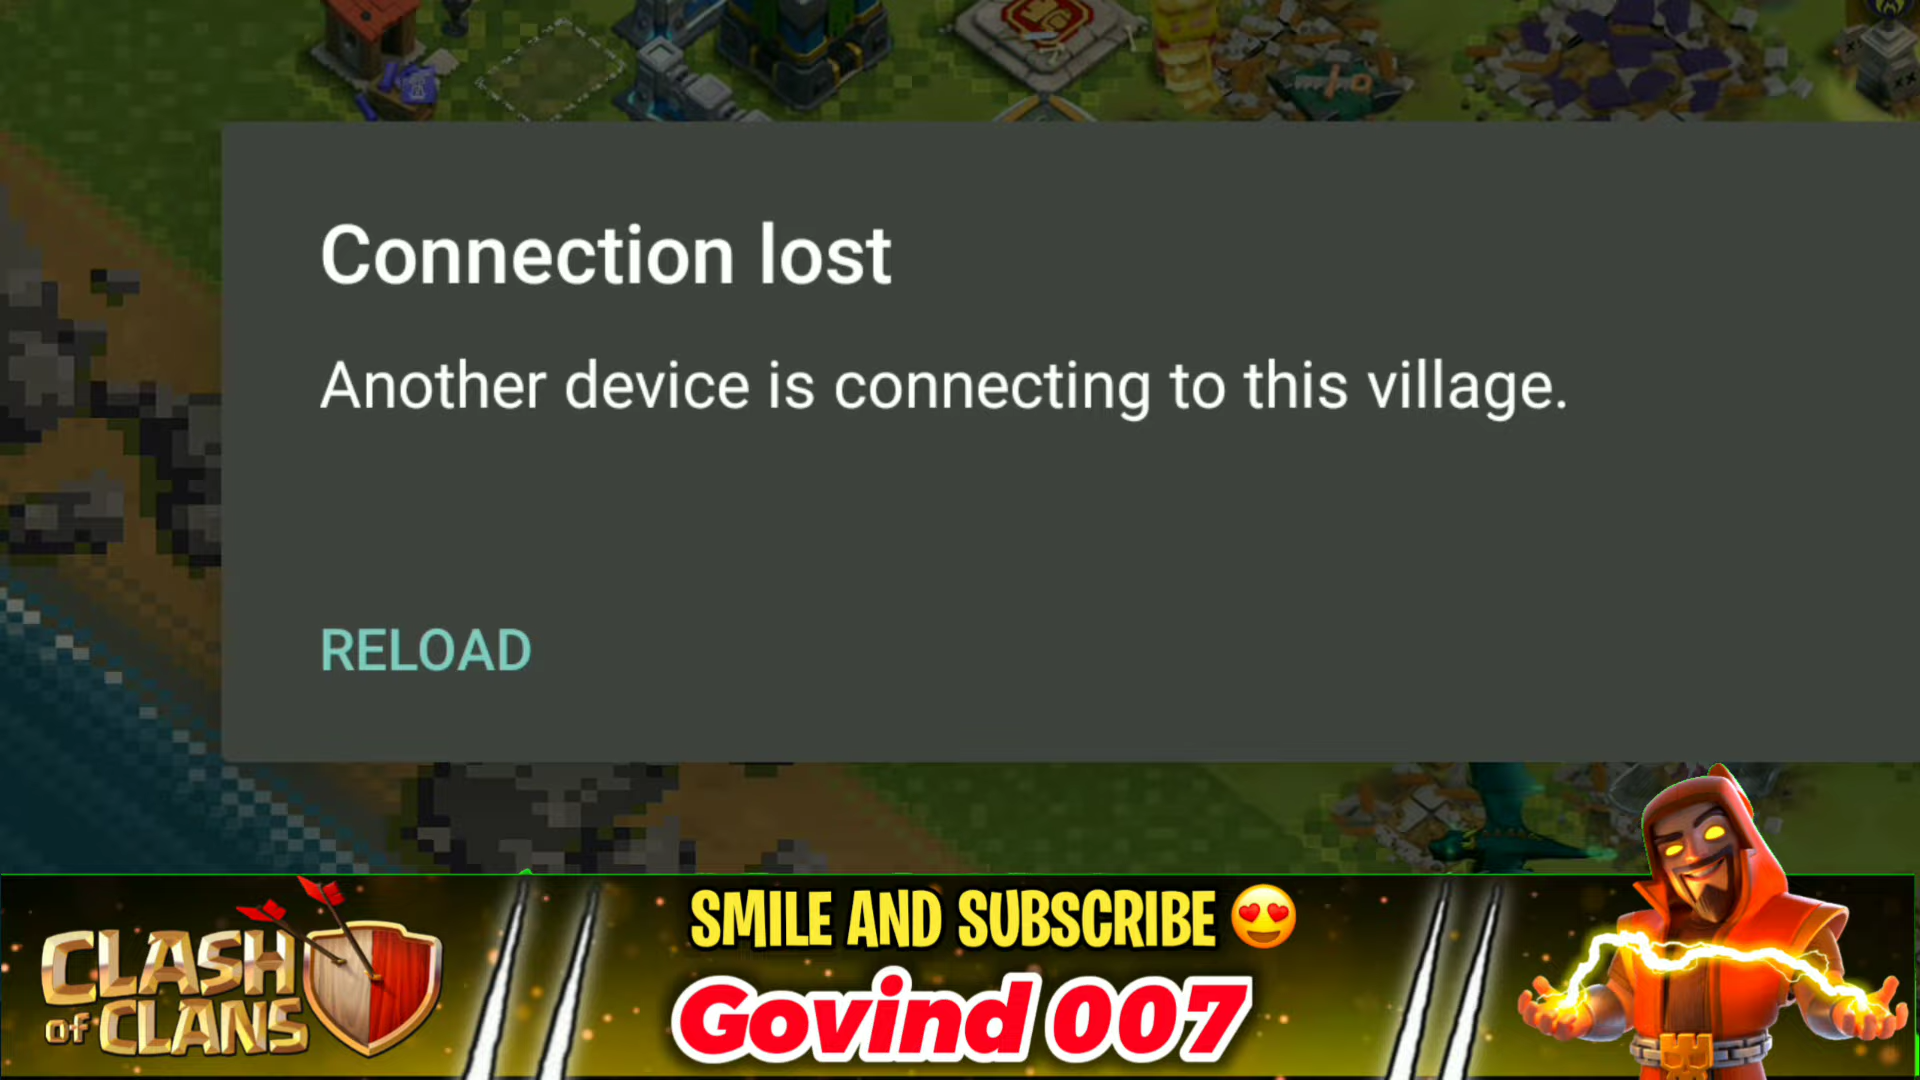 Connection lost
Another device is connecting to this village.
RELOAD
SMILE AND SUBSCRIBE 😍
Govind 007
CLASH
of CLANS